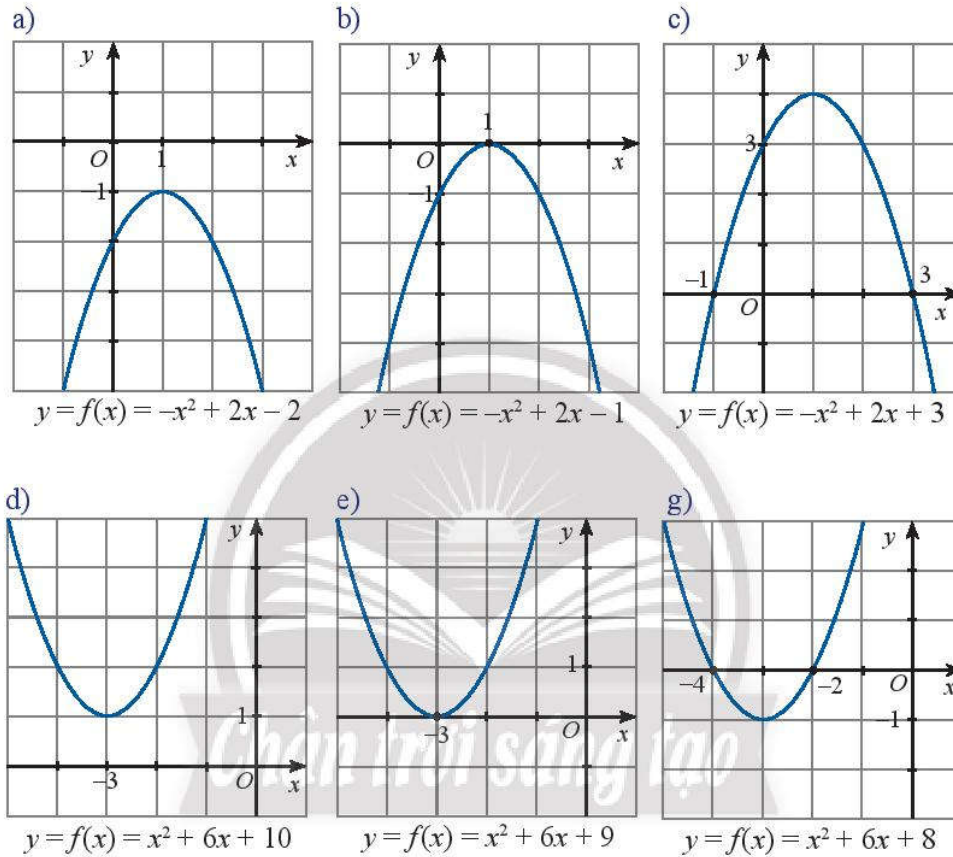 a) b) c)
y y y
1
O 1 x O x 3
−1 −1
−1 3
O x
y = f(x) = −x² + 2x − 2 y = f(x) = −x² + 2x − 1 y = f(x) = −x² + 2x + 3
d) e) g)
y y y
1 −4 −2 O x
1 −3 O x −1
−3 O x
Chân trời sáng tạo
y = f(x) = x² + 6x + 10 y = f(x) = x² + 6x + 9 y = f(x) = x² + 6x + 8